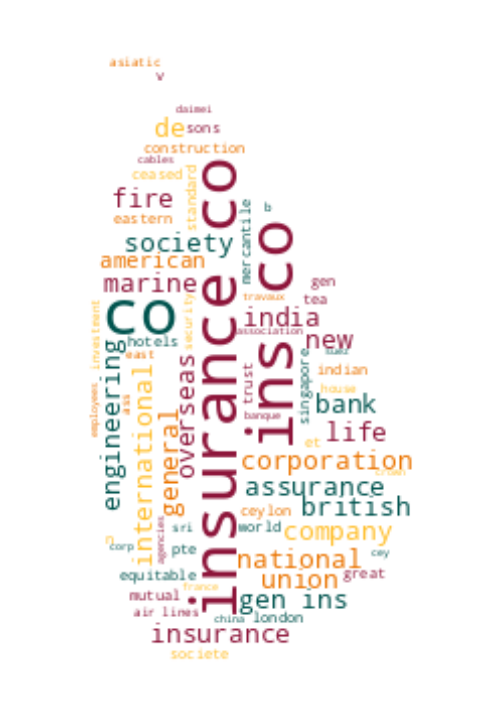 asiatic
v
daimei
de sons
construction
cables
ceased
standard
insurance co
fire
eastern
mercantile
b
society
ins co
american
marine
gen
investment
security
travaux
tea
co
india
association
new
hotels
east
suez
overseas
engineering
international
trust
singapore
indian
employees
ass
house
general
banque
bank
life
et
corporation
assurance
ceylon
british
sri
world
company
corp
agencies
pte
national
cey
equitable
union
great
france
mutual
gen ins
air lines
china
london
insurance
societe